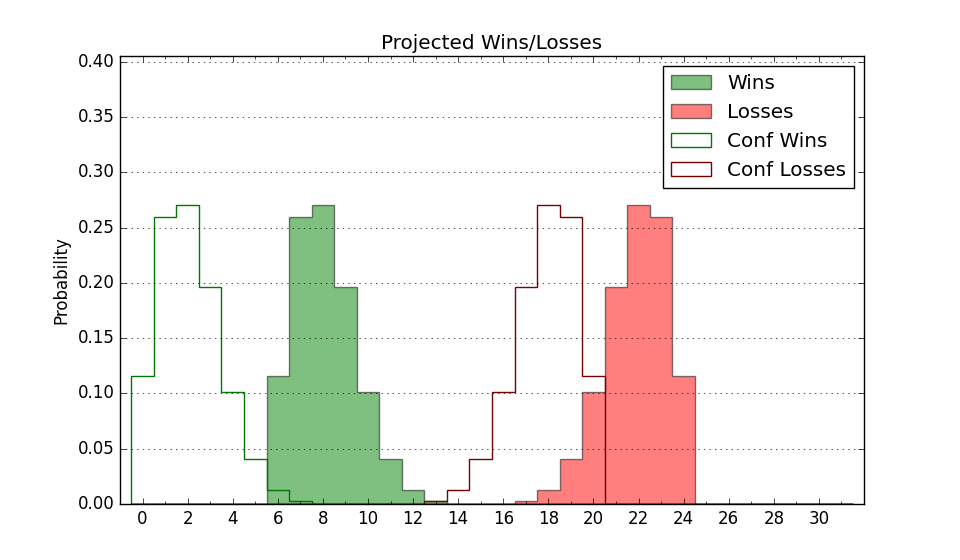 Projected Wins/Losses
0.40
0.35
0.30
0.25
0.20
0.15
0.10
0.05
0.00
Probability
Wins
Losses
Conf Wins
Conf Losses
0 2 4 6 8 10 12 14 16 18 20 22 24 26 28 30